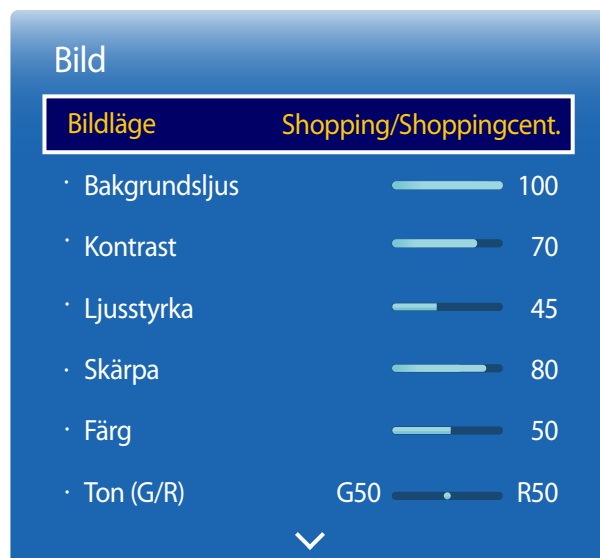 Bild
Bildläge Shopping/Shoppingcent.
· Bakgrundsljus 100
· Kontrast 70
· Ljusstyrka 45
· Skärpa 80
· Färg 50
· Ton (G/R) G50 R50